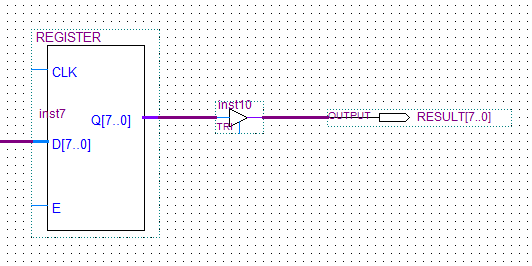 REGISTER
CLK
inst7
Q[7..0]
D[7..0]
E
inst10
TRI
OUTPUT
RESULT[7..0]